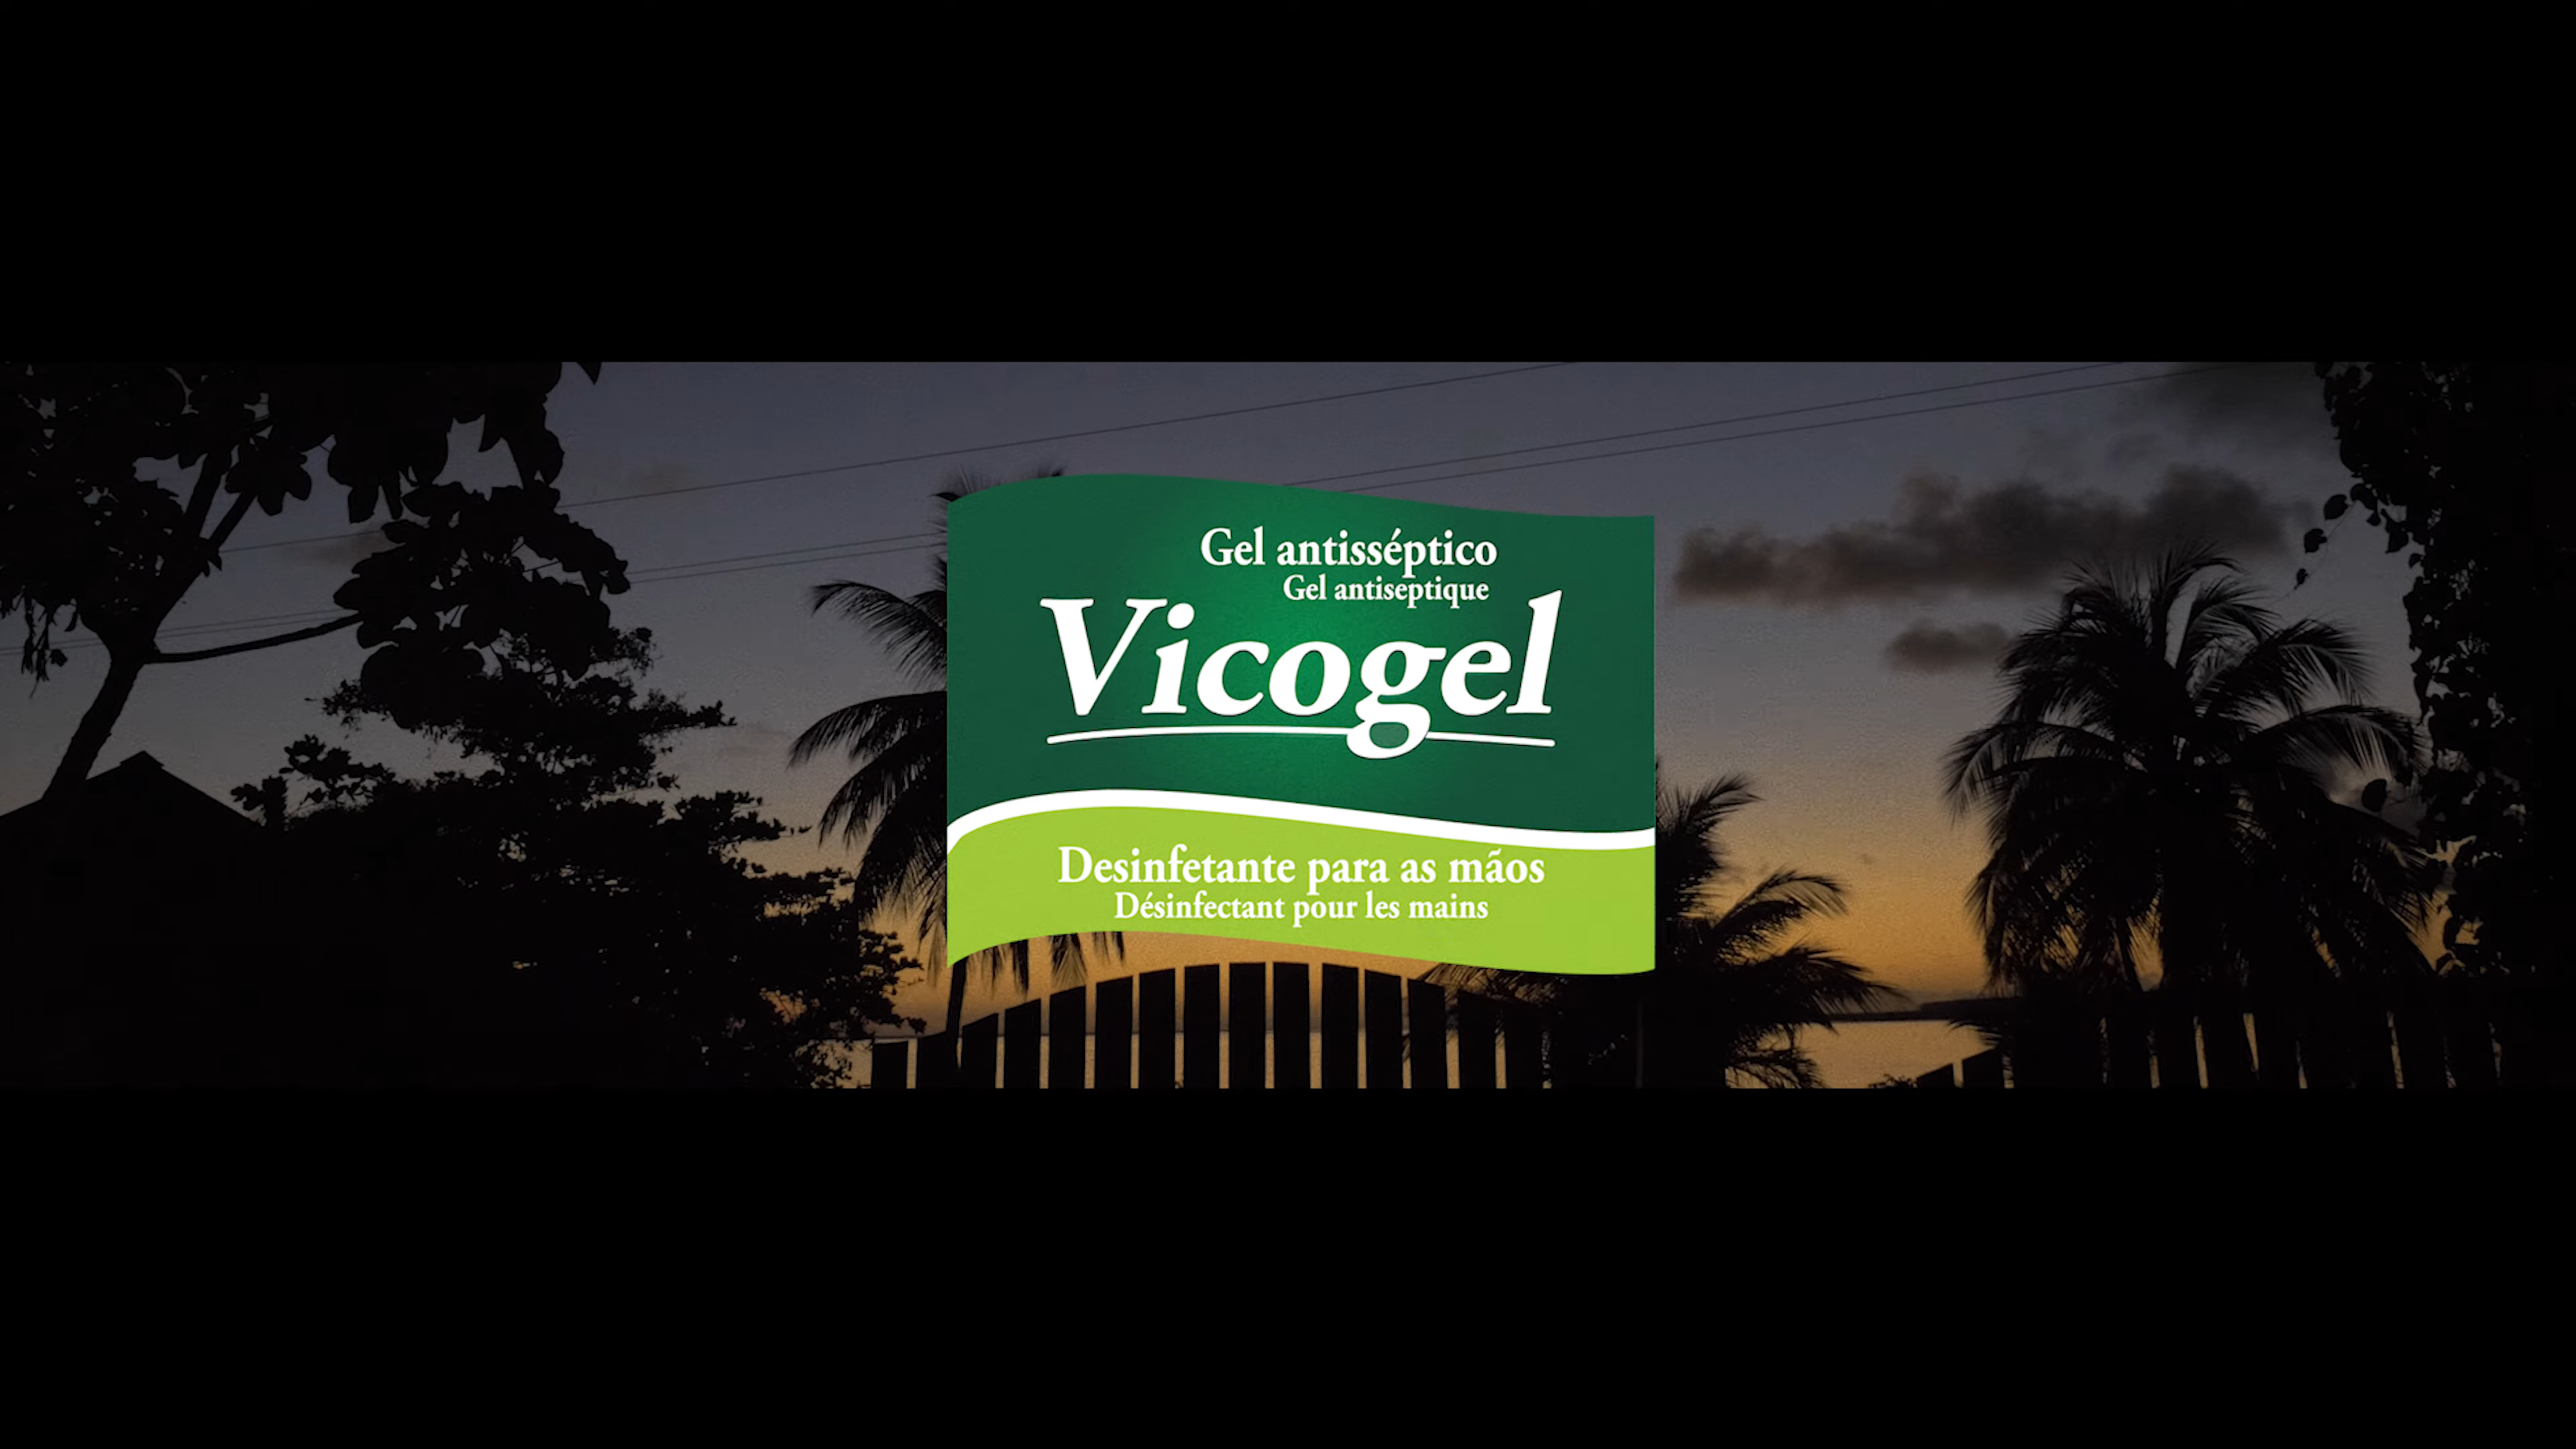 Gel antisséptico
Gel antiseptique
Vicogel
Desinfetante para as mãos
Désinfectant pour les mains